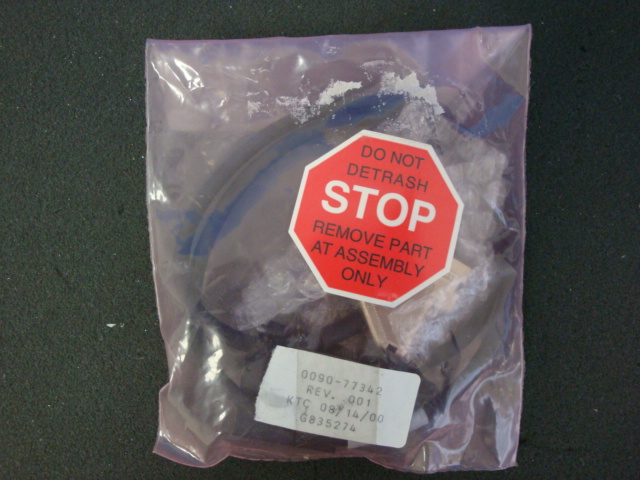 DO NOT
DETRASH
STOP
REMOVE PART
AT ASSEMBLY
ONLY
0090-77342
REV. 001
KTC 08/14/00
G835274